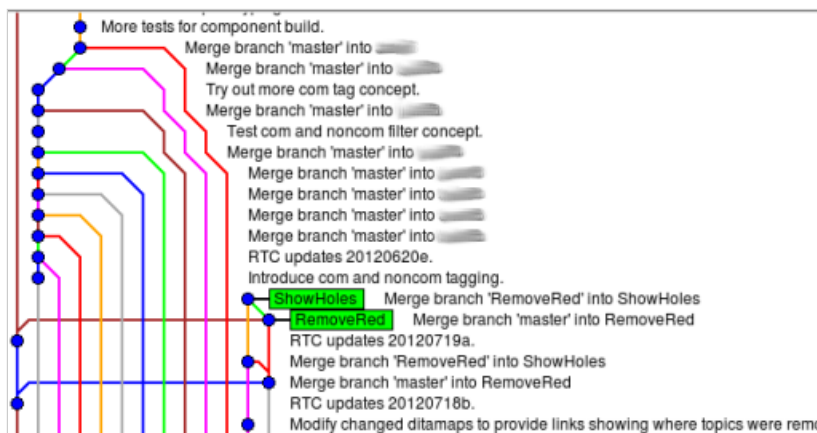 More tests for component build.
Merge branch 'master' into
Merge branch 'master' into
Try out more com tag concept.
Merge branch 'master' into
Test com and noncom filter concept.
Merge branch 'master' into
Merge branch 'master' into
Merge branch 'master' into
Merge branch 'master' into
Merge branch 'master' into
RTC updates 20120620e.
Introduce com and noncom tagging.
ShowHoles Merge branch 'RemoveRed' into ShowHoles
RemoveRed Merge branch 'master' into RemoveRed
RTC updates 20120719a.
Merge branch 'RemoveRed' into ShowHoles
Merge branch 'master' into RemoveRed
RTC updates 20120718b.
Modify changed ditamaps to provide links showing where topics were